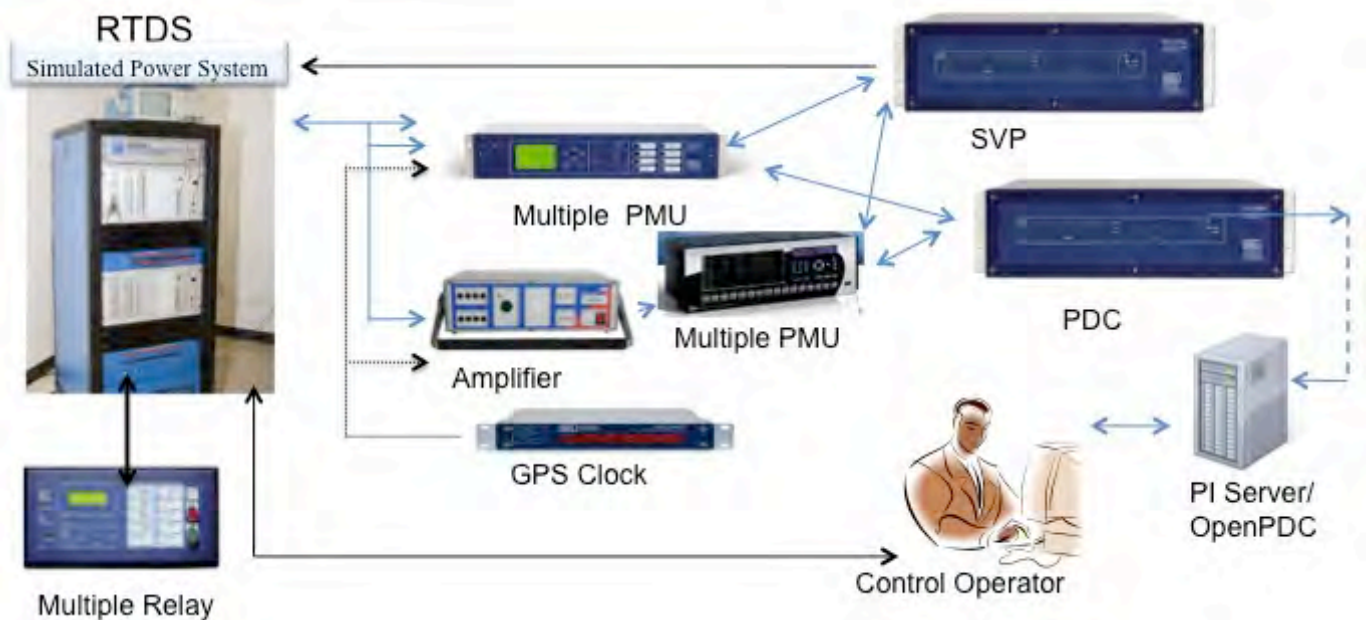 RTDS
Simulated Power System
SVP
Multiple PMU
PDC
Multiple PMU
Amplifier
GPS Clock
PI Server/
OpenPDC
Control Operator
Multiple Relay